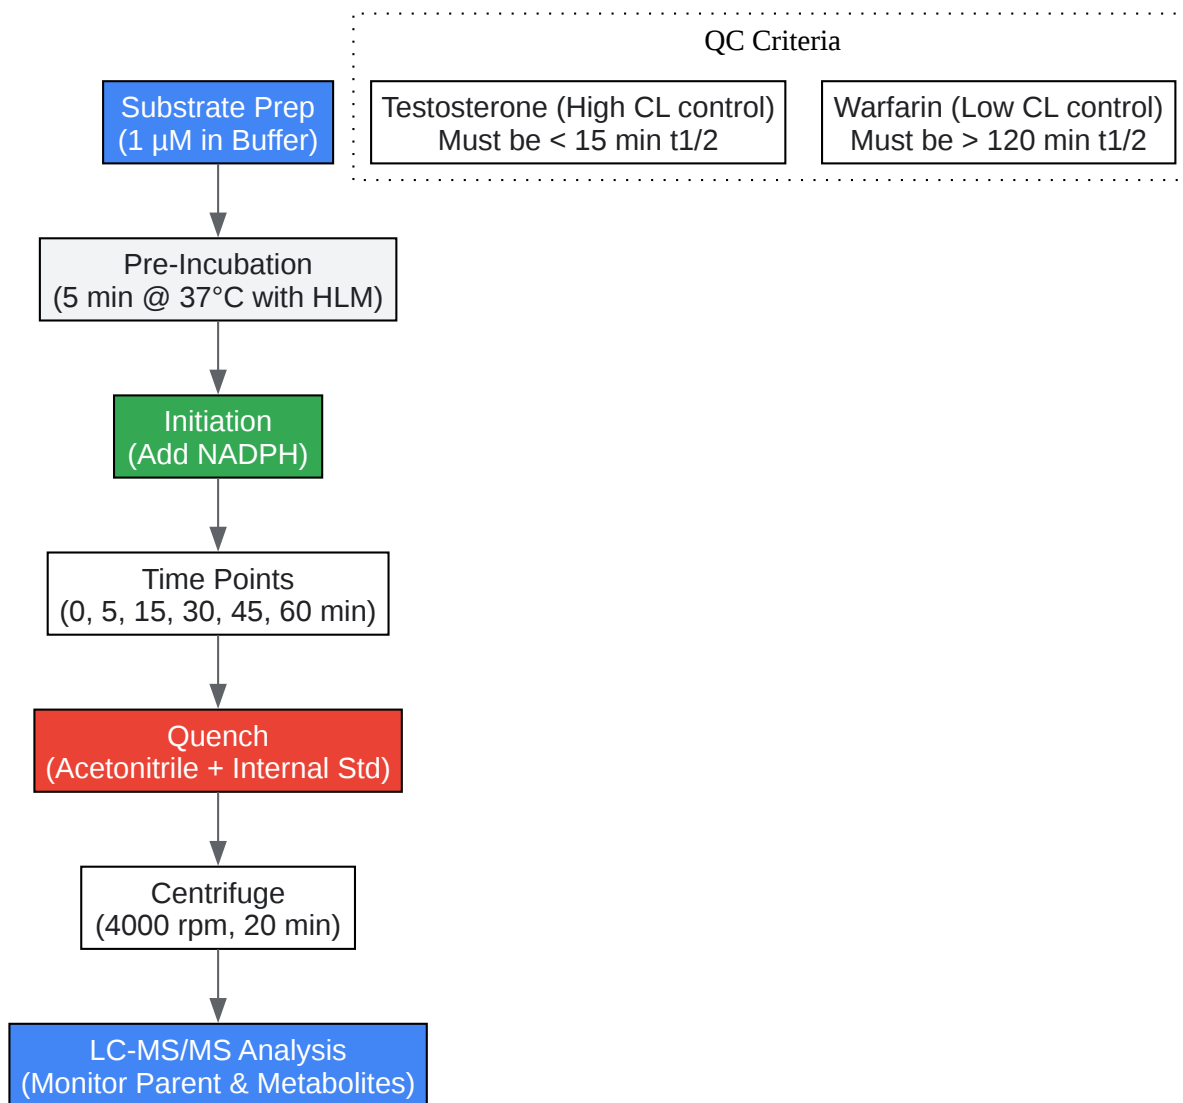 QC Criteria
Substrate Prep
(1 µM in Buffer)
Testosterone (High CL control)
Must be < 15 min t1/2
Warfarin (Low CL control)
Must be > 120 min t1/2
Pre-Incubation
(5 min @ 37°C with HLM)
Initiation
(Add NADPH)
Time Points
(0, 5, 15, 30, 45, 60 min)
Quench
(Acetonitrile + Internal Std)
Centrifuge
(4000 rpm, 20 min)
LC-MS/MS Analysis
(Monitor Parent & Metabolites)